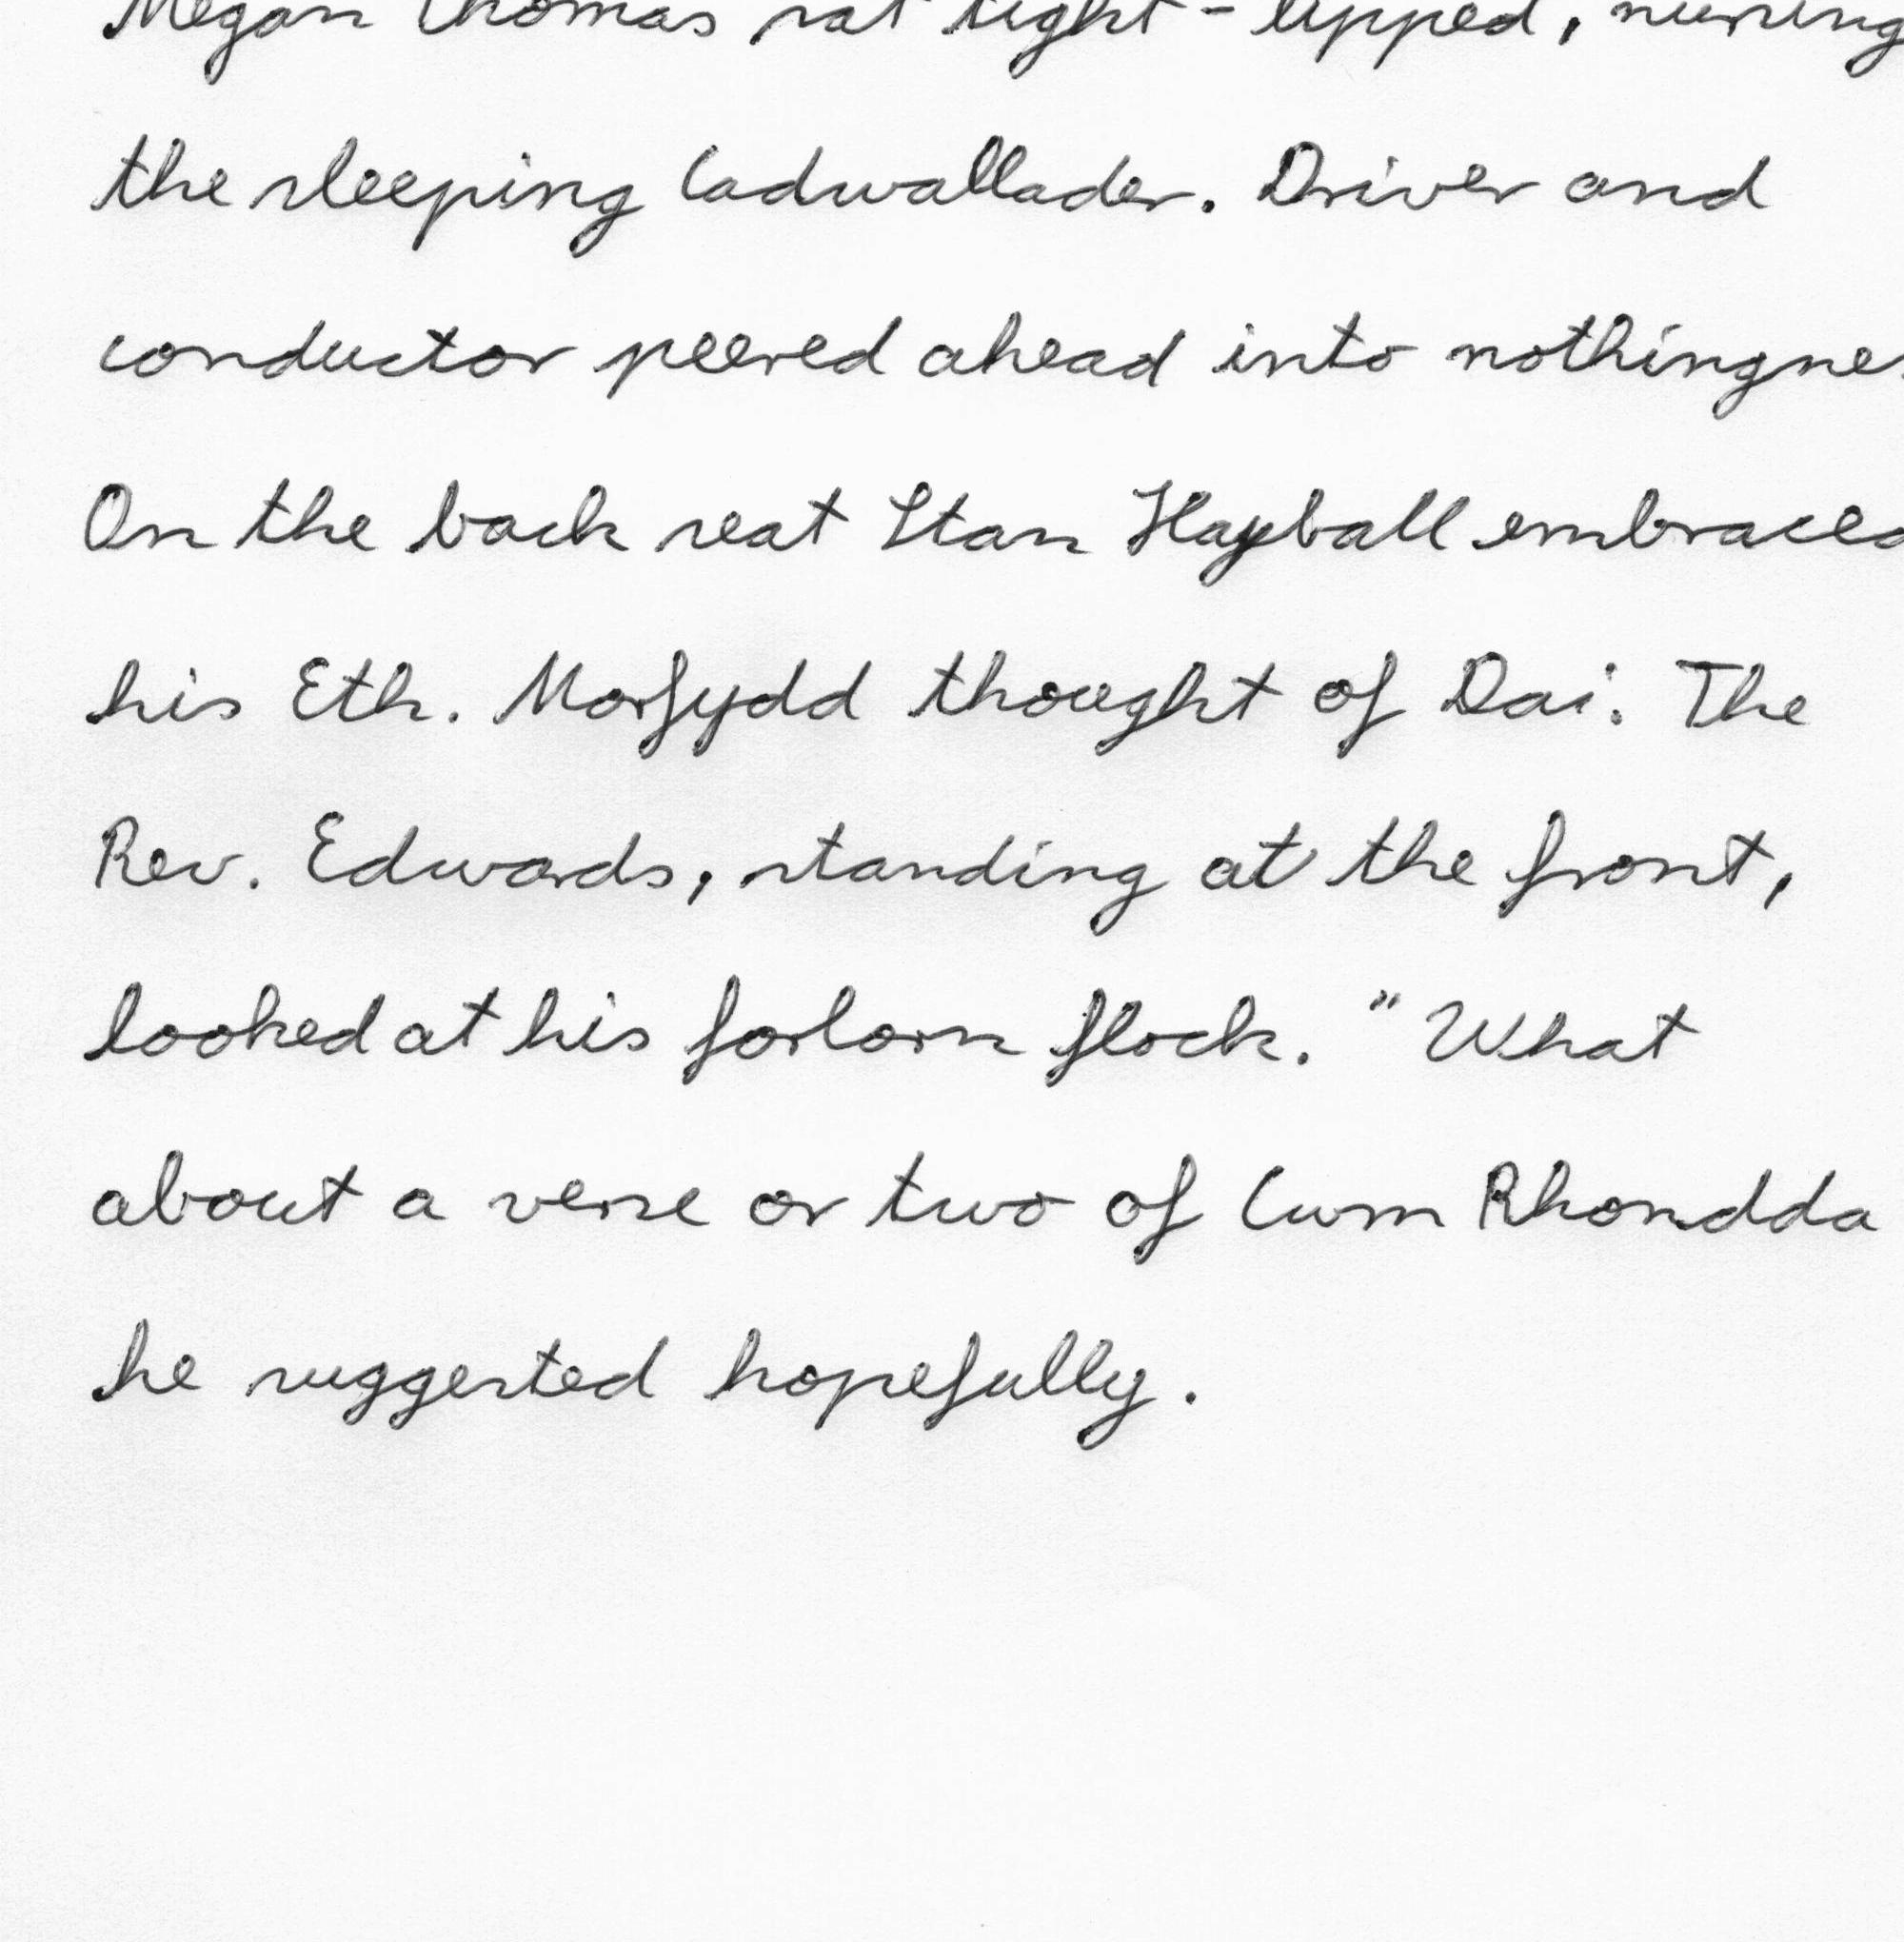 Megan Thomas sat tight-lipped, nursing
the sleeping Cadwallader. Driver and
conductor peered ahead into
On the back seat Stan Hayball embraced
his Eth. Morfydd thought of Dai. The
Rev. Edwards, standing at the front,
looked at his forlorn flock. "What
about a verse or two of Cwm Rhondda
he suggested hopefully.